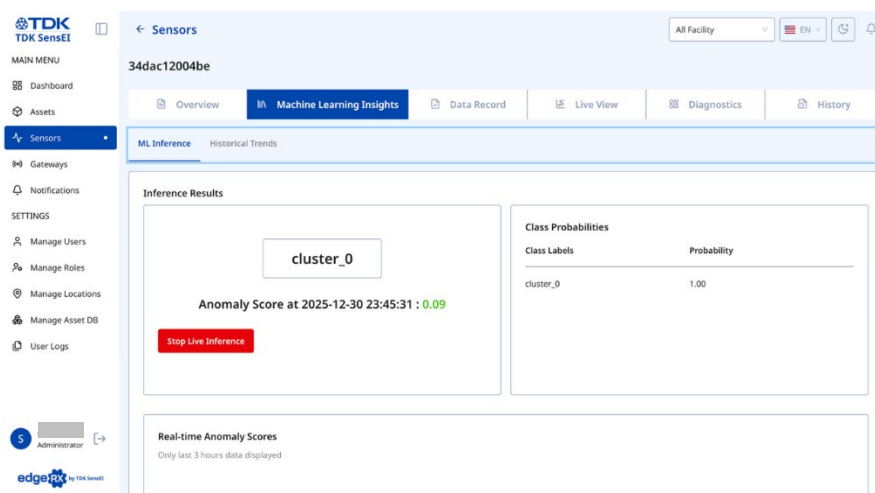 TDK
TDK SensEI
MAIN MENU
Dashboard
Assets
Sensors
Gateways
Notifications
SETTINGS
Manage Users
Manage Roles
Manage Locations
Manage Asset DB
User Logs
S
Administrator
edgeRX by TDK SensEI
← Sensors
All Facility
EN
34dac12004be
Overview
Machine Learning Insights
Data Record
Live View
Diagnostics
History
ML Inference
Historical Trends
Inference Results
cluster_0
Anomaly Score at 2025-12-30 23:45:31 : 0.09
Stop Live Inference
Class Probabilities
Class Labels Probability
cluster_0 1.00
Real-time Anomaly Scores
Only last 3 hours data displayed